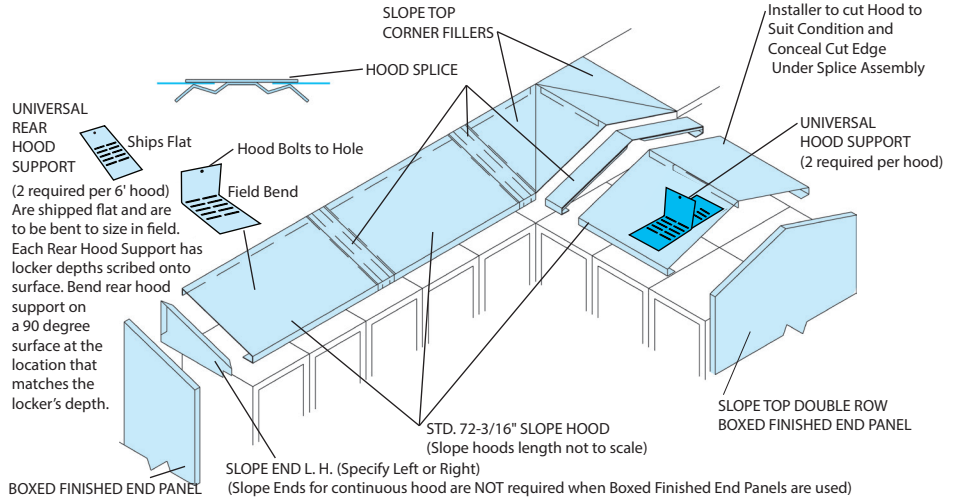 SLOPE TOP
CORNER FILLERS
Installer to cut Hood to
Suit Condition and
Conceal Cut Edge
Under Splice Assembly
HOOD SPLICE
UNIVERSAL
REAR
HOOD
SUPPORT
Ships Flat
Hood Bolts to Hole
Field Bend
(2 required per 6' hood)
Are shipped flat and are
to be bent to size in field.
Each Rear Hood Support has
locker depths scribed onto
surface. Bend rear hood
support on
a 90 degree
surface at the
location that
matches the
locker's depth.
UNIVERSAL
HOOD SUPPORT
(2 required per hood)
STD. 72-3/16" SLOPE HOOD
(Slope hoods length not to scale)
SLOPE TOP DOUBLE ROW
BOXED FINISHED END PANEL
SLOPE END L. H. (Specify Left or Right)
(Slope Ends for continuous hood are NOT required when Boxed Finished End Panels are used)
BOXED FINISHED END PANEL